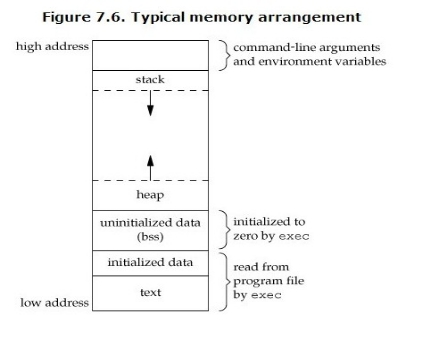 Figure 7.6. Typical memory arrangement
high address
command-line arguments
and environment variables
stack
heap
uninitialized data
(bss)
initialized to
zero by exec
initialized data
read from
program file
by exec
text
low address